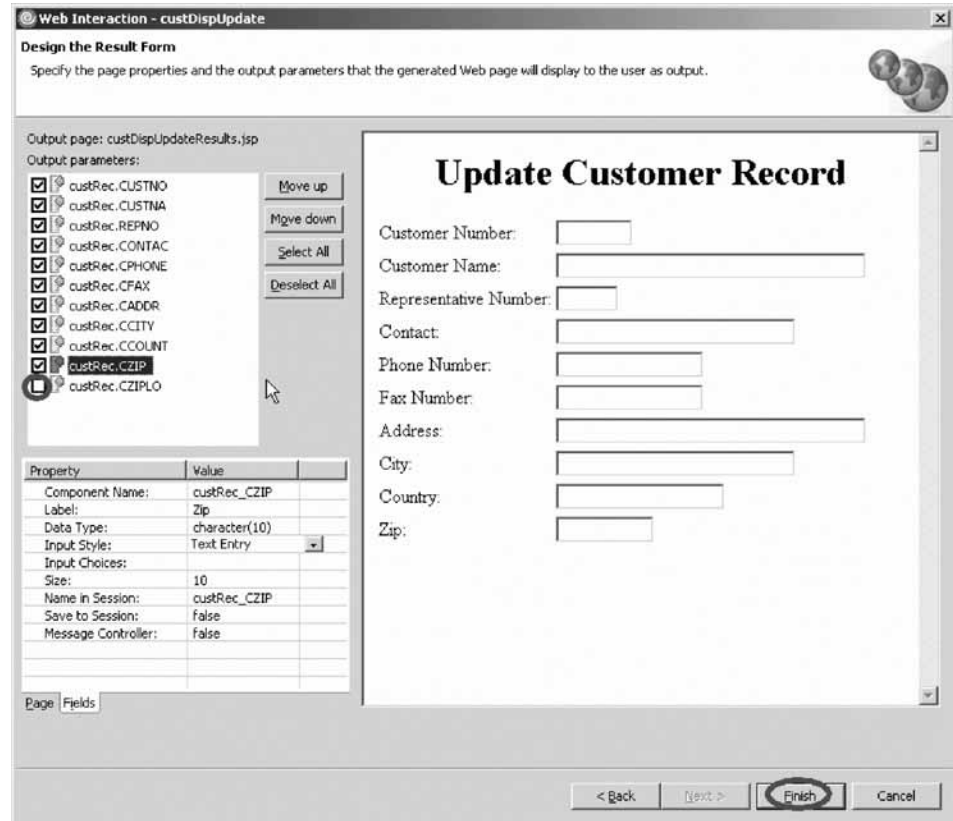 Web Interaction - custDispUpdate
Design the Result Form
Specify the page properties and the output parameters that the generated Web page will display to the user as output.
Output page: custDispUpdateResults.jsp
Output parameters:
custRec.CUSTNO
custRec.CUSTNA
custRec.REPNO
custRec.CONTAC
custRec.CPHONE
custRec.CFAX
custRec.CADDR
custRec.CCITY
custRec.CCOUNT
custRec.CZIP
custRec.CZIPLO
Move up
Move down
Select All
Deselect All
Property Value
Component Name: custRec_CZIP
Label: Zip
Data Type: character(10)
Input Style: Text Entry
Input Choices:
Size: 10
Name in Session: custRec_CZIP
Save to Session: false
Message Controller: false
Page Fields
Update Customer Record
Customer Number:
Customer Name:
Representative Number:
Contact:
Phone Number:
Fax Number:
Address:
City:
Country:
Zip:
< Back Next > Finish Cancel